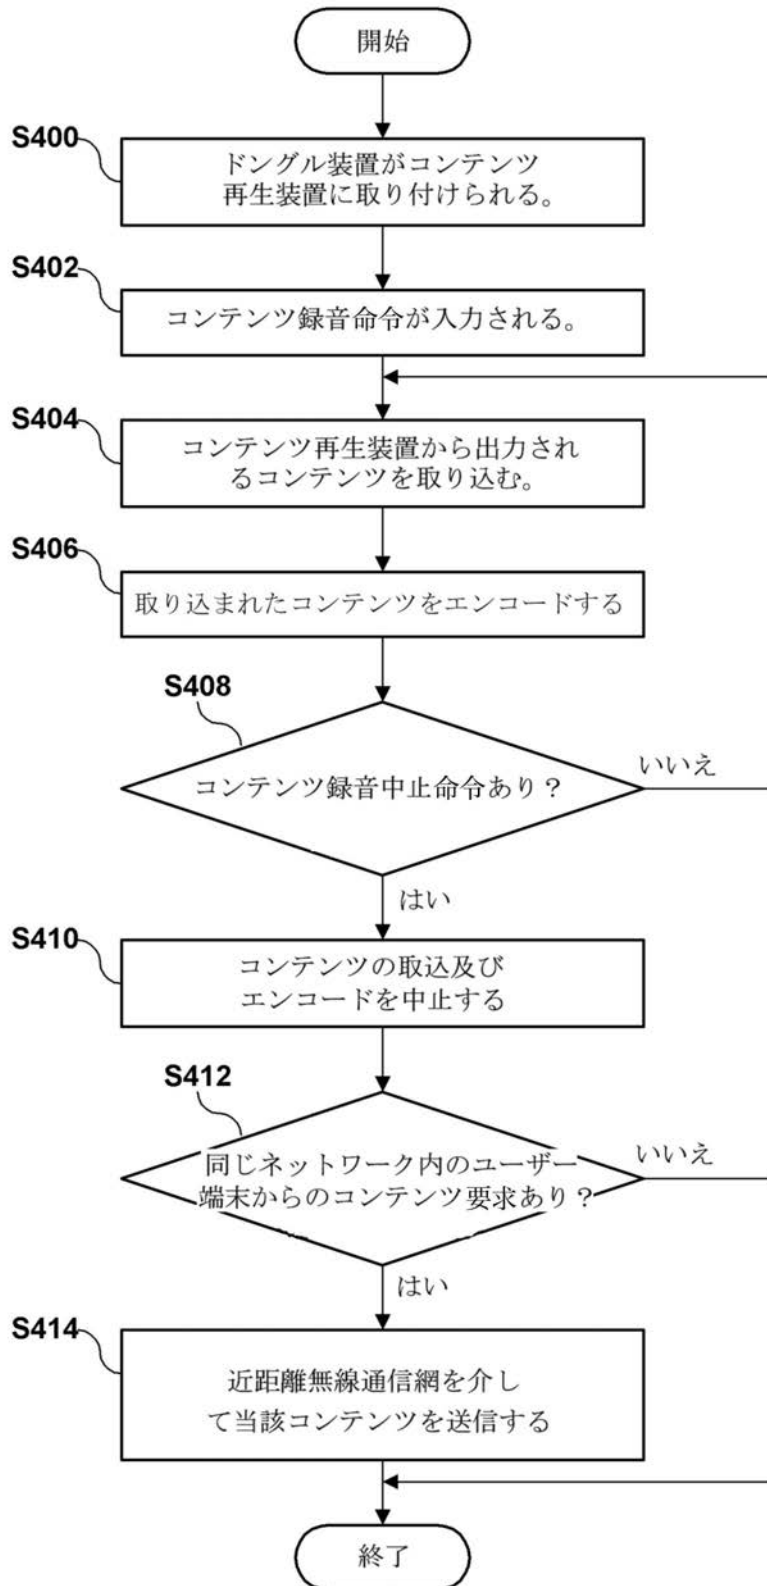 開始
S400
ドングル装置がコンテンツ
再生装置に取り付けられる。
S402
コンテンツ録音命令が入力される。
S404
コンテンツ再生装置から出力され
るコンテンツを取り込む。
S406
取り込まれたコンテンツをエンコードする
S408
コンテンツ録音中止命令あり？
いいえ
はい
S410
コンテンツの取込及び
エンコードを中止する
S412
同じネットワーク内のユーザー
端末からのコンテンツ要求あり？
いいえ
はい
S414
近距離無線通信網を介し
て当該コンテンツを送信する
終了